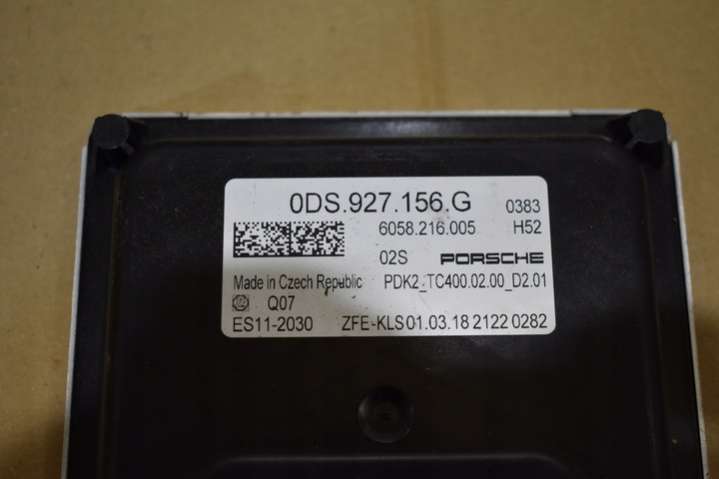 0DS.927.156.G 0383
6058.216.005 H52
02S PORSCHE
Made in Czech Republic PDK2_TC400.02.00_D2.01
Q07
ES11-2030 ZFE-KLS 01.03.18 2122 0282